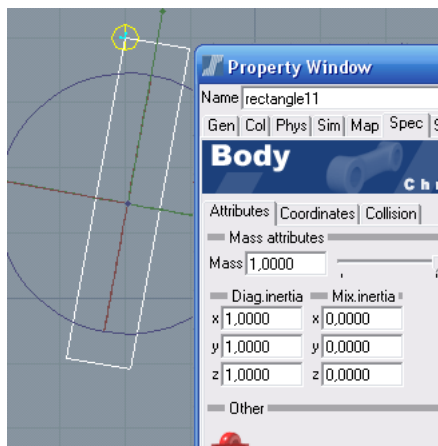 Property Window
Name rectangle11
Gen Col Phys Sim Map Spec S
Body
Ch
Attributes Coordinates Collision
Mass attributes
Mass 1,0000
Diag.inertia Mix.inertia
x 1,0000 x 0,0000
y 1,0000 y 0,0000
z 1,0000 z 0,0000
Other